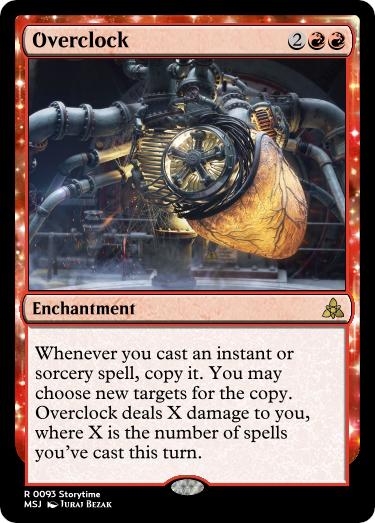 Overclock 2
Enchantment
Whenever you cast an instant or
sorcery spell, copy it. You may
choose new targets for the copy.
Overclock deals X damage to you,
where X is the number of spells
you've cast this turn.
R 0093 Storytime
MSJ Juraj Bezak